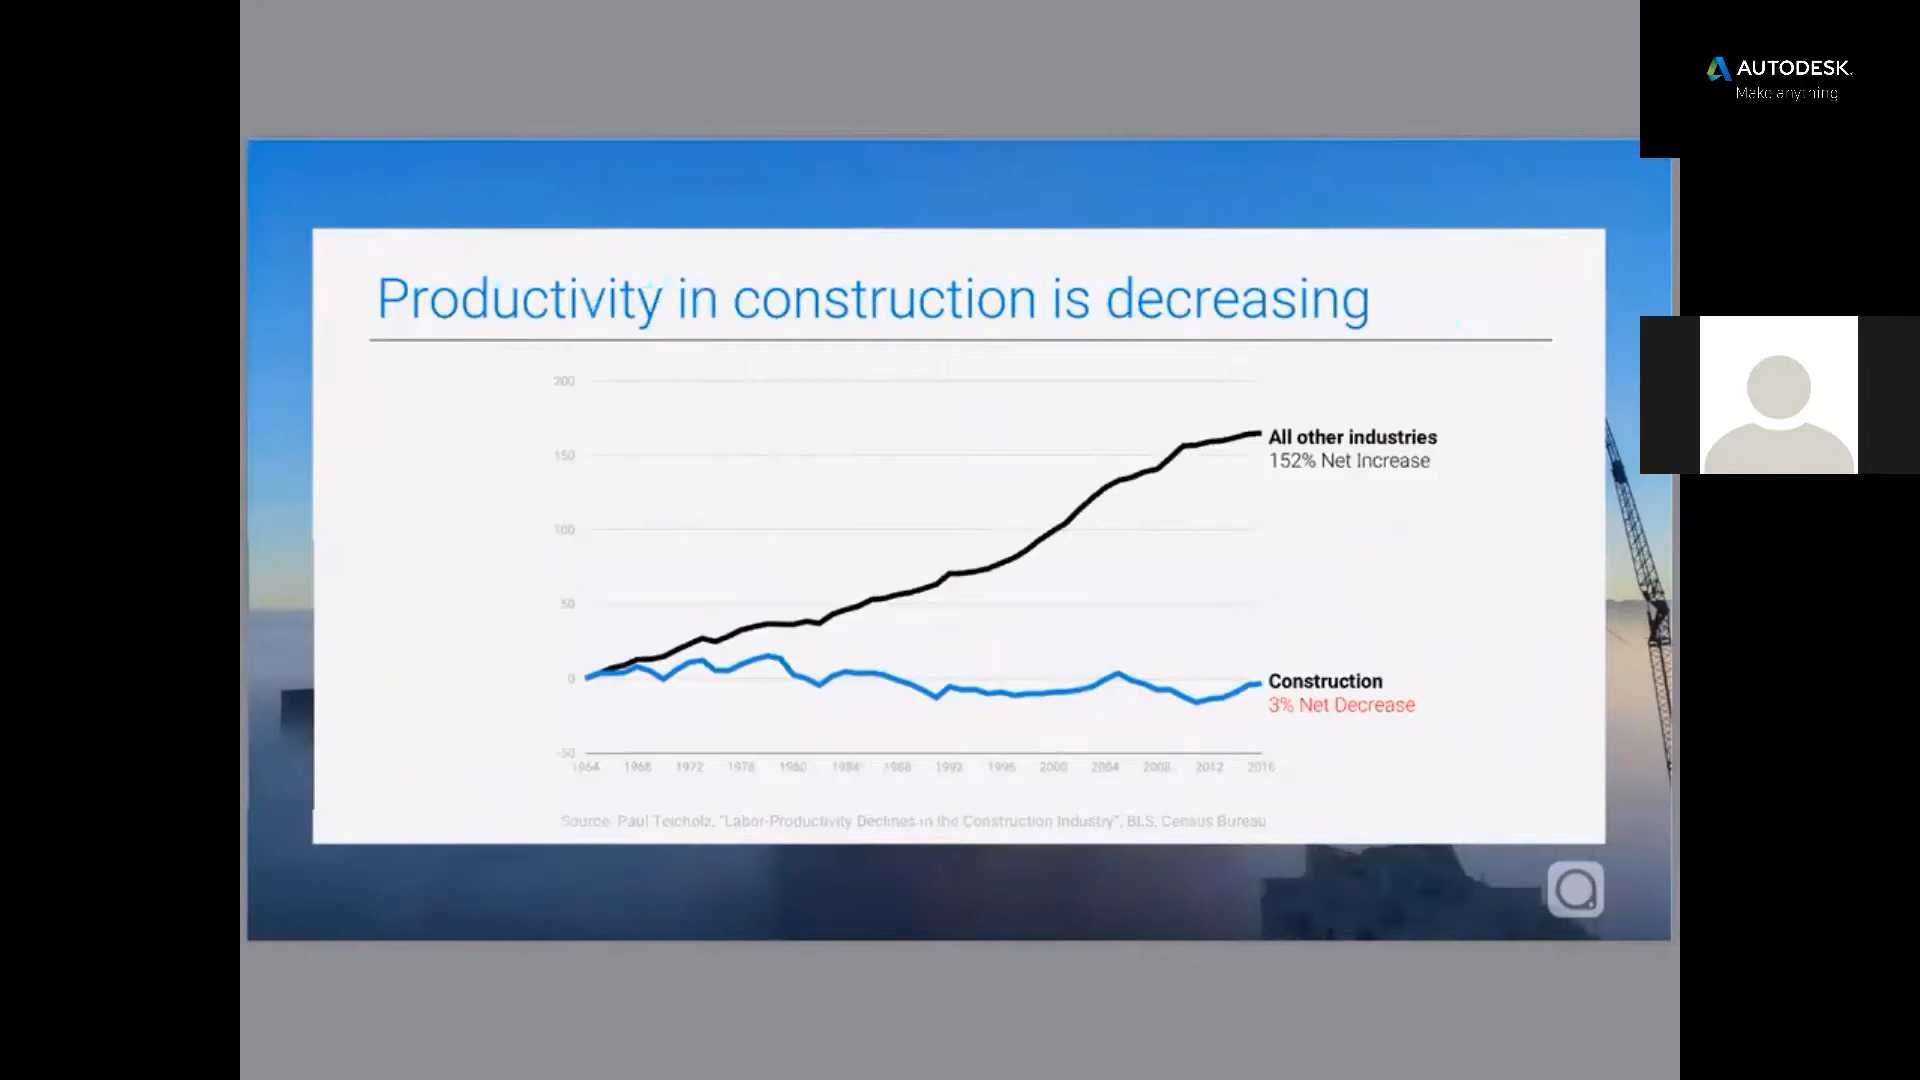 AUTODESK.
Make anything
Productivity in construction is decreasing
200
150
100
50
0
-50
All other industries
152% Net Increase
Construction
3% Net Decrease
1964 1968 1972 1976 1980 1984 1988 1992 1996 2000 2004 2008 2012 2016
Source: Paul Teicholz, "Labor-Productivity Declines in the Construction Industry", BLS, Census Bureau